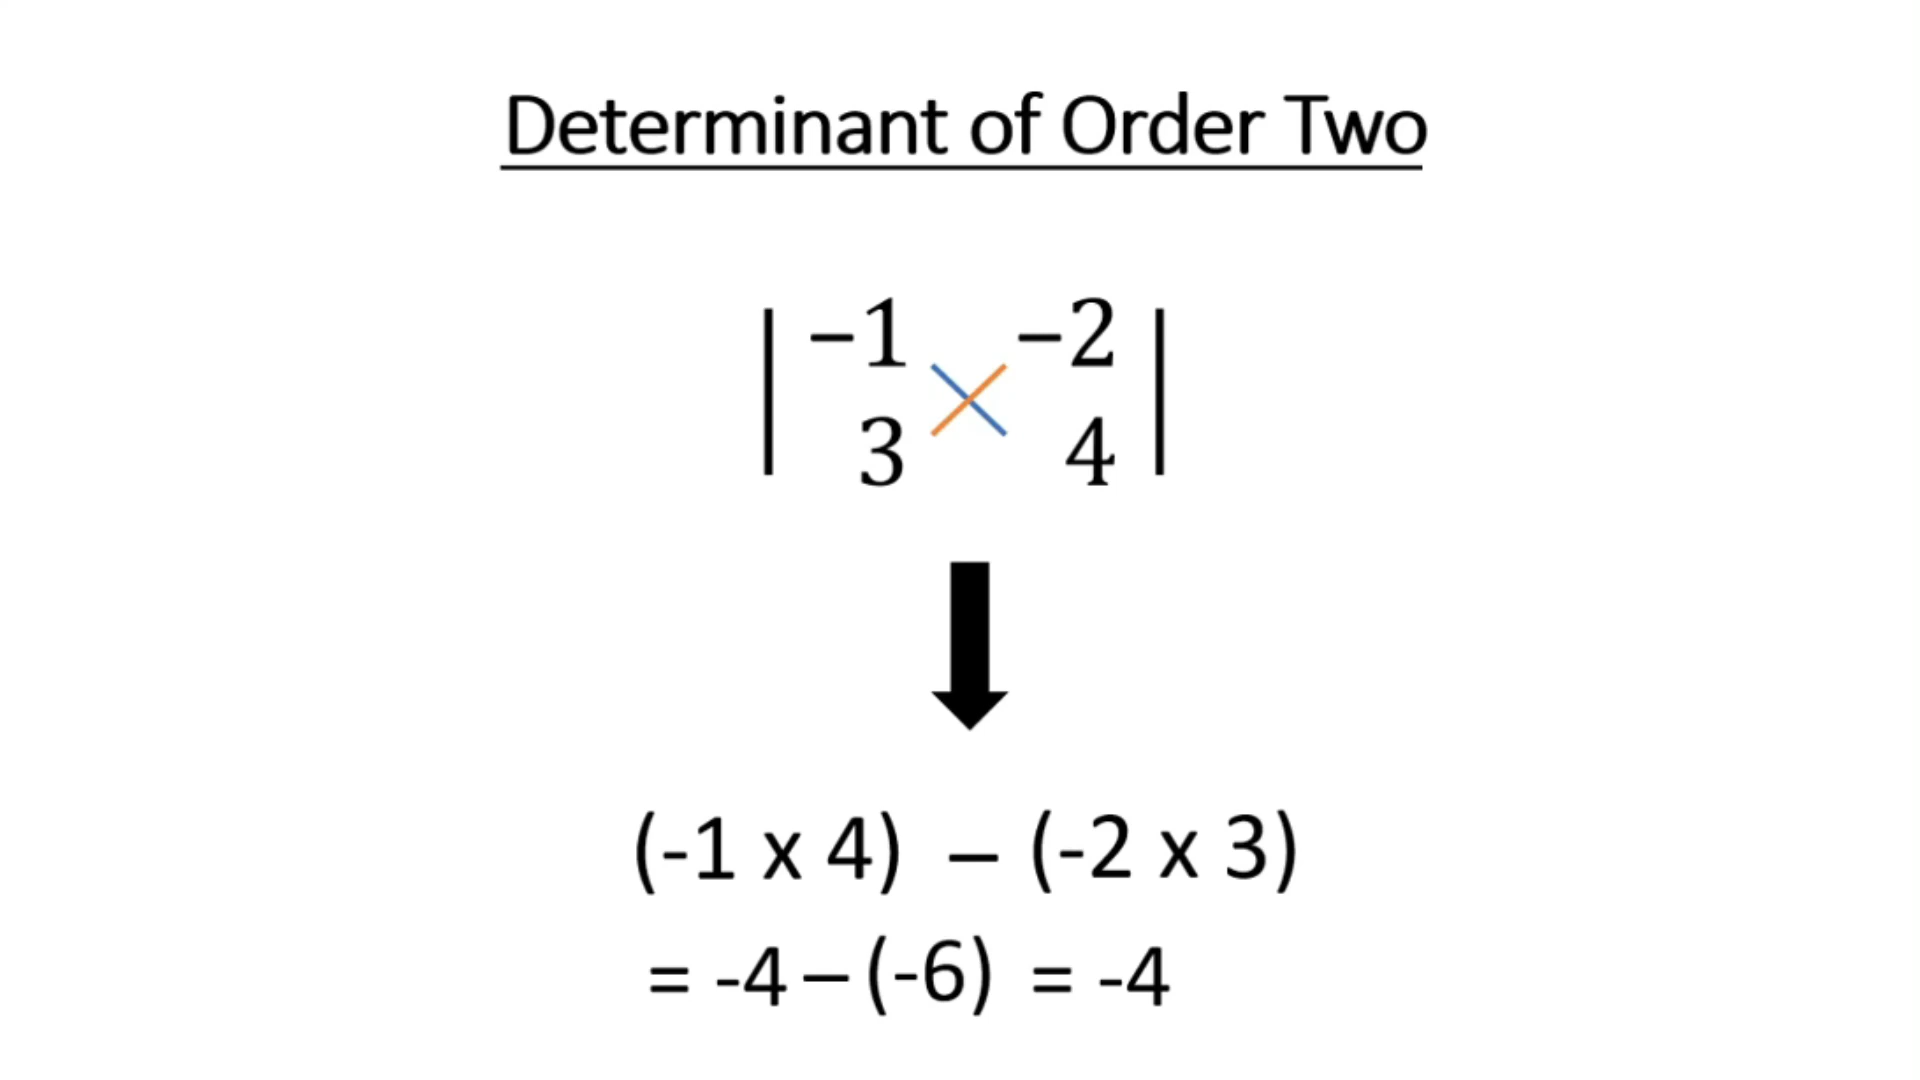 Determinant of Order Two
| −1 −2 |
| 3 4 |
(-1 x 4) – (-2 x 3)
= -4 – (-6) = -4